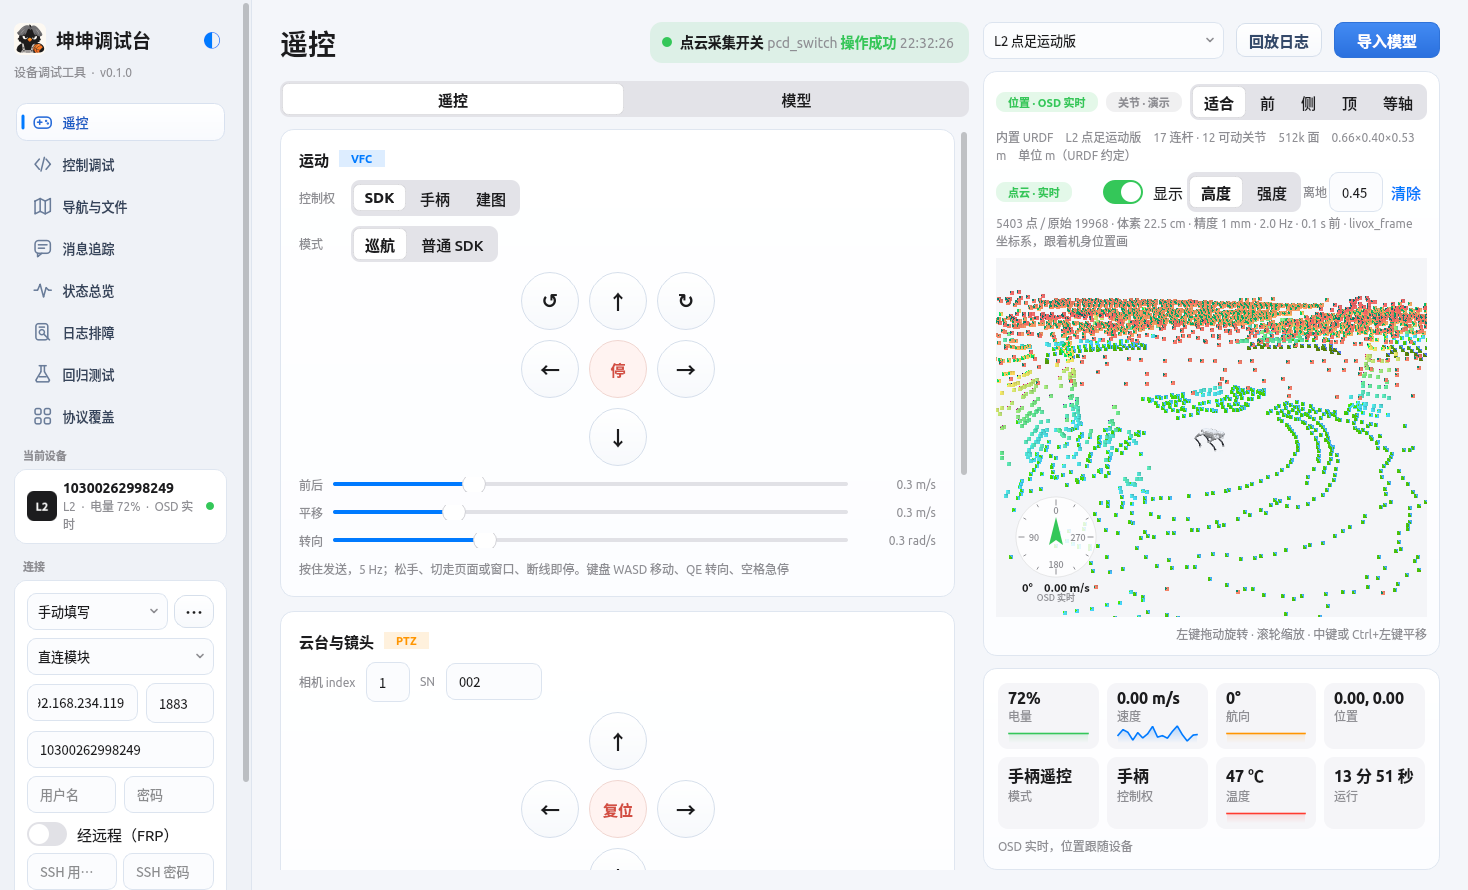 坤坤调试台
设备调试工具 · v0.1.0
遥控
控制调试
导航与文件
消息追踪
状态总览
日志排障
回归测试
协议覆盖
当前设备
L2
10300262998249
L2 · 电量 72% · OSD 实
时
连接
手动填写
···
直连模块
92.168.234.119
1883
10300262998249
用户名
密码
经远程（FRP）
SSH 用···
SSH 密码
遥控
点云采集开关 pcd_switch 操作成功 22:32:26
遥控
模型
运动 VFC
控制权
SDK
手柄
建图
模式
巡航
普通 SDK
↺ ↑ ↻
← 停 →
↓
前后 0.3 m/s
平移 0.3 m/s
转向 0.3 rad/s
按住发送，5 Hz；松手、切走页面或窗口、断线即停。键盘 WASD 移动、QE 转向、空格急停
云台与镜头 PTZ
相机 index 1 SN 002
↑
← 复位 →
L2 点足运动版
回放日志
导入模型
位置 · OSD 实时
关节 · 演示
适合 前 侧 顶 等轴
内置 URDF L2 点足运动版 17 连杆 · 12 可动关节 512k 面 0.66×0.40×0.53
m 单位 m（URDF 约定）
点云 · 实时
显示
高度 强度
离地 0.45 清除
5403 点 / 原始 19968 · 体素 22.5 cm · 精度 1 mm · 2.0 Hz · 0.1 s 前 · livox_frame
坐标系，跟着机身位置画
0
90 270
180
0° 0.00 m/s
OSD 实时
左键拖动旋转 · 滚轮缩放 · 中键或 Ctrl+左键平移
72%
电量
0.00 m/s
速度
0°
航向
0.00, 0.00
位置
手柄遥控
模式
手柄
控制权
47 °C
温度
13 分 51 秒
运行
OSD 实时，位置跟随设备